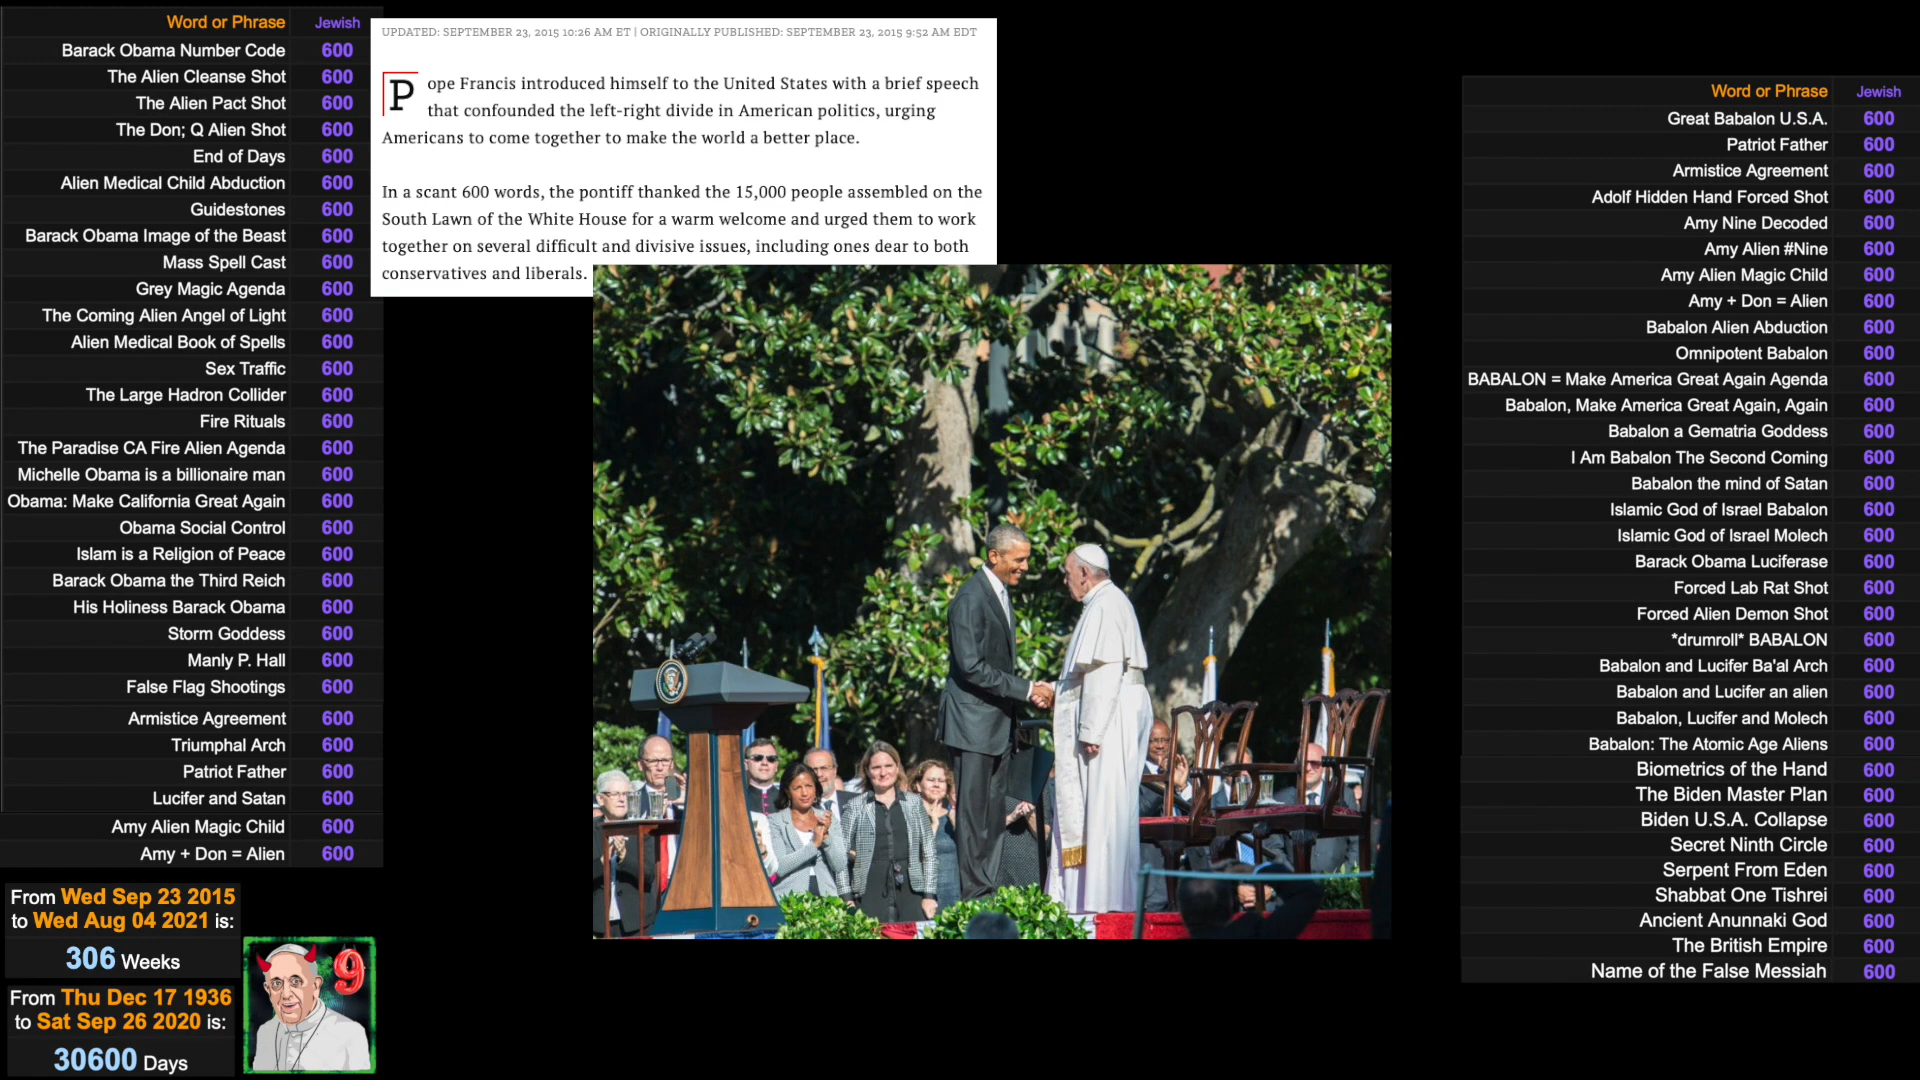 Word or Phrase Jewish
Barack Obama Number Code 600
The Alien Cleanse Shot 600
The Alien Pact Shot 600
The Don; Q Alien Shot 600
End of Days 600
Alien Medical Child Abduction 600
Guidestones 600
Barack Obama Image of the Beast 600
Mass Spell Cast 600
Grey Magic Agenda 600
The Coming Alien Angel of Light 600
Alien Medical Book of Spells 600
Sex Traffic 600
The Large Hadron Collider 600
Fire Rituals 600
The Paradise CA Fire Alien Agenda 600
Michelle Obama is a billionaire man 600
Obama: Make California Great Again 600
Obama Social Control 600
Islam is a Religion of Peace 600
Barack Obama the Third Reich 600
His Holiness Barack Obama 600
Storm Goddess 600
Manly P. Hall 600
False Flag Shootings 600
Armistice Agreement 600
Triumphal Arch 600
Patriot Father 600
Lucifer and Satan 600
Amy Alien Magic Child 600
Amy + Don = Alien 600
From Wed Sep 23 2015
to Wed Aug 04 2021 is:
306 Weeks
From Thu Dec 17 1936
to Sat Sep 26 2020 is:
30600 Days
9
UPDATED: SEPTEMBER 23, 2015 10:26 AM ET | ORIGINALLY PUBLISHED: SEPTEMBER 23, 2015 9:52 AM EDT
Pope Francis introduced himself to the United States with a brief speech
that confounded the left-right divide in American politics, urging
Americans to come together to make the world a better place.
In a scant 600 words, the pontiff thanked the 15,000 people assembled on the
South Lawn of the White House for a warm welcome and urged them to work
together on several difficult and divisive issues, including ones dear to both
conservatives and liberals.
Word or Phrase Jewish
Great Babalon U.S.A. 600
Patriot Father 600
Armistice Agreement 600
Adolf Hidden Hand Forced Shot 600
Amy Nine Decoded 600
Amy Alien #Nine 600
Amy Alien Magic Child 600
Amy + Don = Alien 600
Babalon Alien Abduction 600
Omnipotent Babalon 600
BABALON = Make America Great Again Agenda 600
Babalon, Make America Great Again, Again 600
Babalon a Gematria Goddess 600
I Am Babalon The Second Coming 600
Babalon the mind of Satan 600
Islamic God of Israel Babalon 600
Islamic God of Israel Molech 600
Barack Obama Luciferase 600
Forced Lab Rat Shot 600
Forced Alien Demon Shot 600
*drumroll* BABALON 600
Babalon and Lucifer Ba'al Arch 600
Babalon and Lucifer an alien 600
Babalon, Lucifer and Molech 600
Babalon: The Atomic Age Aliens 600
Biometrics of the Hand 600
The Biden Master Plan 600
Biden U.S.A. Collapse 600
Secret Ninth Circle 600
Serpent From Eden 600
Shabbat One Tishrei 600
Ancient Anunnaki God 600
The British Empire 600
Name of the False Messiah 600